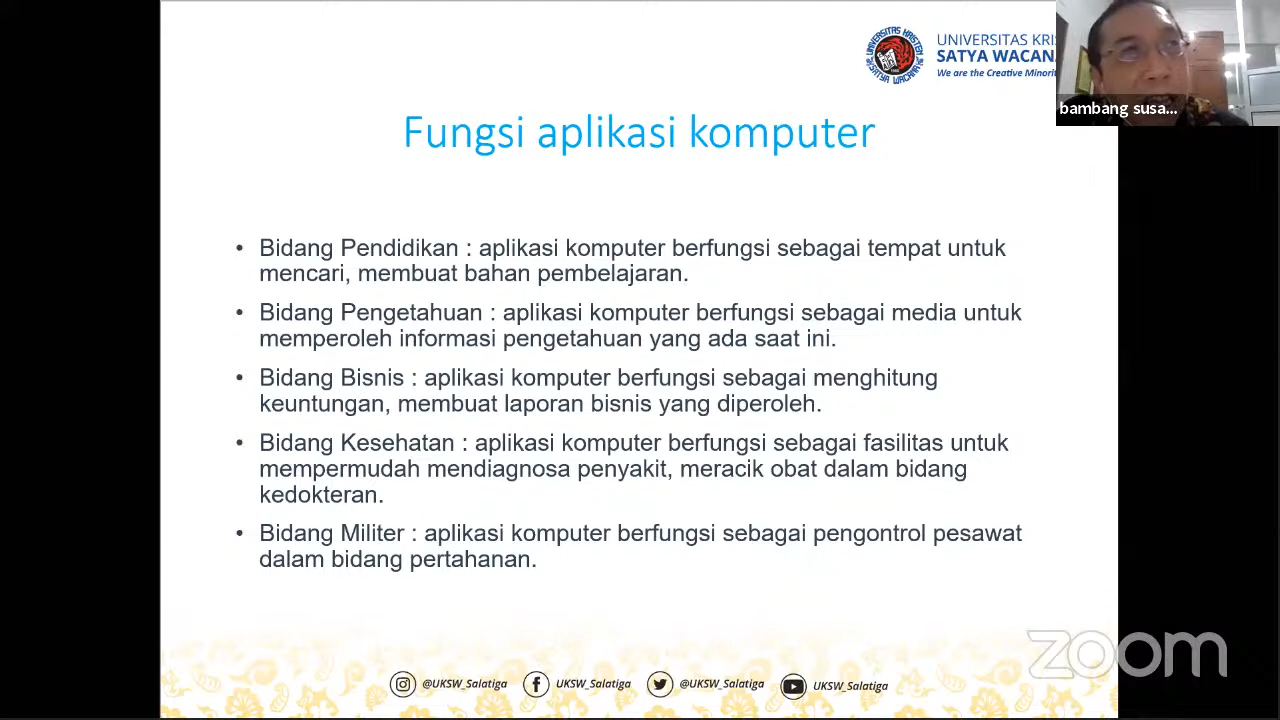 UNIVERSITAS KRIS
SATYA WACANA
We are the Creative Minorit
bambang susa...
Fungsi aplikasi komputer
• Bidang Pendidikan : aplikasi komputer berfungsi sebagai tempat untuk
mencari, membuat bahan pembelajaran.
• Bidang Pengetahuan : aplikasi komputer berfungsi sebagai media untuk
memperoleh informasi pengetahuan yang ada saat ini.
• Bidang Bisnis : aplikasi komputer berfungsi sebagai menghitung
keuntungan, membuat laporan bisnis yang diperoleh.
• Bidang Kesehatan : aplikasi komputer berfungsi sebagai fasilitas untuk
mempermudah mendiagnosa penyakit, meracik obat dalam bidang
kedokteran.
• Bidang Militer : aplikasi komputer berfungsi sebagai pengontrol pesawat
dalam bidang pertahanan.
zoom
@UKSW_Salatiga UKSW_Salatiga @UKSW_Salatiga UKSW_Salatiga